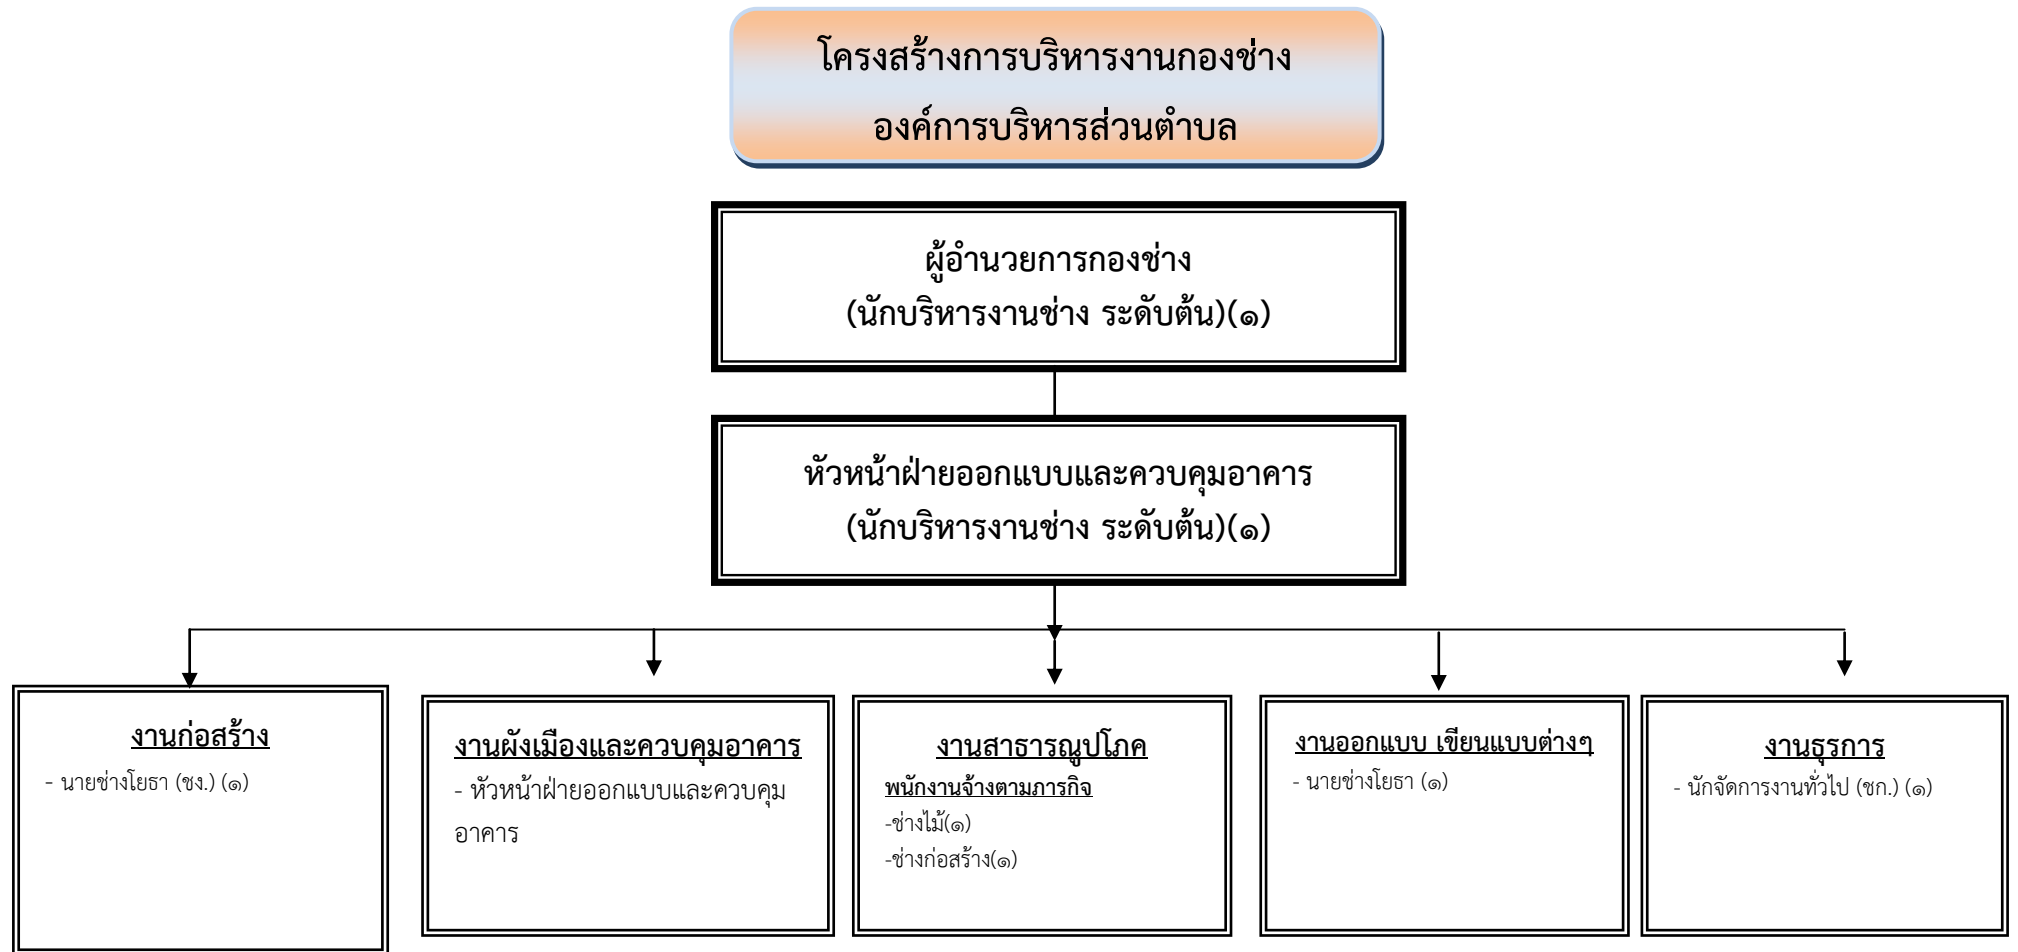 โครงสร้างการบริหารงานกองช่าง
องค์การบริหารส่วนตำบล
ผู้อำนวยการกองช่าง
(นักบริหารงานช่าง ระดับต้น)(๑)
หัวหน้าฝ่ายออกแบบและควบคุมอาคาร
(นักบริหารงานช่าง ระดับต้น)(๑)
งานก่อสร้าง
- นายช่างโยธา (ชง.) (๑)
งานผังเมืองและควบคุมอาคาร
- หัวหน้าฝ่ายออกแบบและควบคุม
อาคาร
งานสาธารณูปโภค
พนักงานจ้างตามภารกิจ
-ช่างไม้(๑)
-ช่างก่อสร้าง(๑)
งานออกแบบ เขียนแบบต่างๆ
- นายช่างโยธา (๑)
งานธุรการ
- นักจัดการงานทั่วไป (ชก.) (๑)